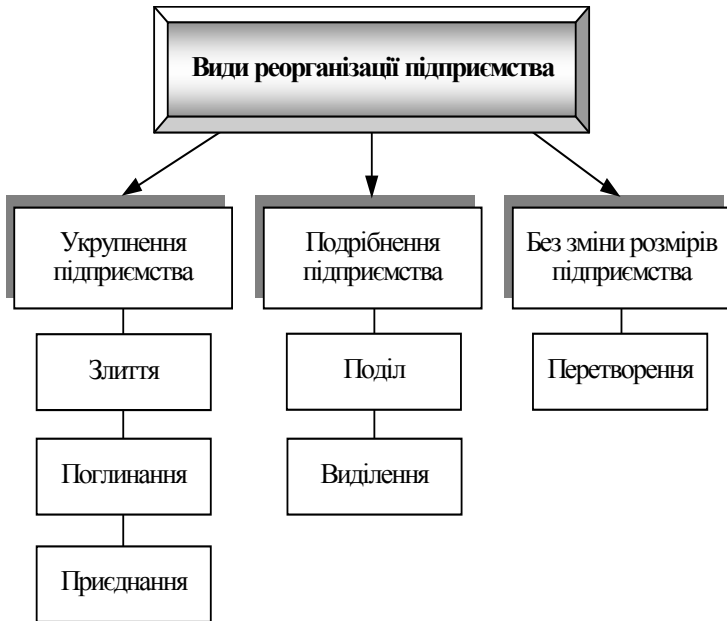 Види реорганізації підприємства
Укрупнення
підприємства
Подрібнення
підприємства
Без зміни розмірів
підприємства
Злиття
Поділ
Перетворення
Поглинання
Виділення
Приєднання